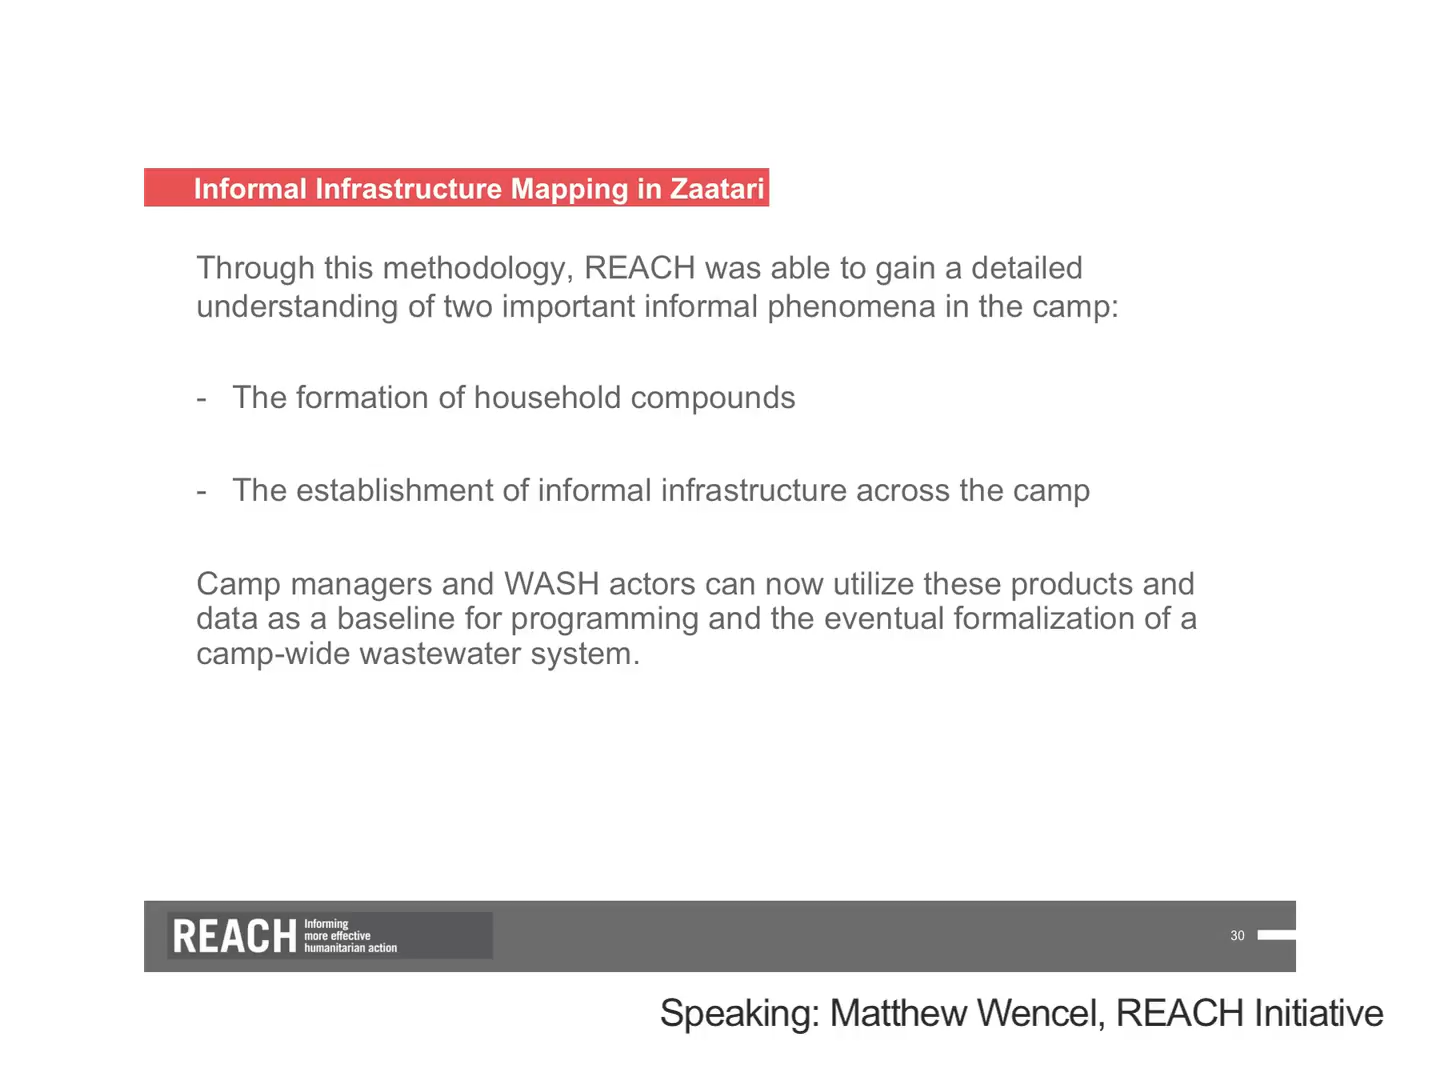 Informal Infrastructure Mapping in Zaatari
Through this methodology, REACH was able to gain a detailed
understanding of two important informal phenomena in the camp:
- The formation of household compounds
- The establishment of informal infrastructure across the camp
Camp managers and WASH actors can now utilize these products and
data as a baseline for programming and the eventual formalization of a
camp-wide wastewater system.
REACH
Informing
more effective
humanitarian action
30
Speaking: Matthew Wencel, REACH Initiative